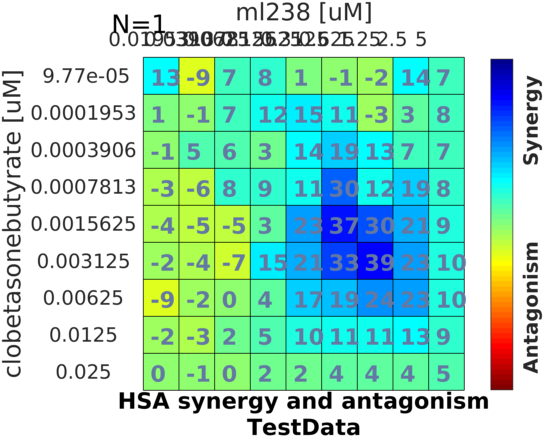 ml238 [uM]
N=1
2.5 5
9.77e-05 13 -9 7 8 1 -1 -2 14 7
0.0001953 1 -1 7 12 15 11 -3 3 8
0.0003906 -1 5 6 3 14 19 13 7 7
0.0007813 -3 -6 8 9 11 30 12 19 8
0.0015625 -4 -5 -5 3 23 37 30 21 9
0.003125 -2 -4 -7 15 21 33 39 23 10
0.00625 -9 -2 0 4 17 19 24 23 10
0.0125 -2 -3 2 5 10 11 11 13 9
0.025 0 -1 0 2 2 4 4 4 5
clobetasonebutyrate [uM]
Synergy
Antagonism
HSA synergy and antagonism
TestData